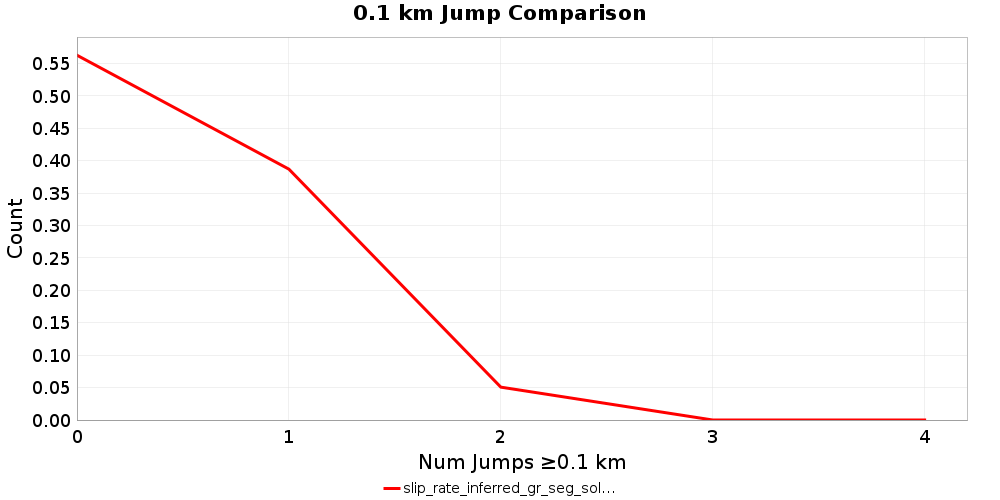 0.1 km Jump Comparison
Count
0.55
0.50
0.45
0.40
0.35
0.30
0.25
0.20
0.15
0.10
0.05
0.00
0 1 2 3 4
Num Jumps ≥0.1 km
slip_rate_inferred_gr_seg_sol...